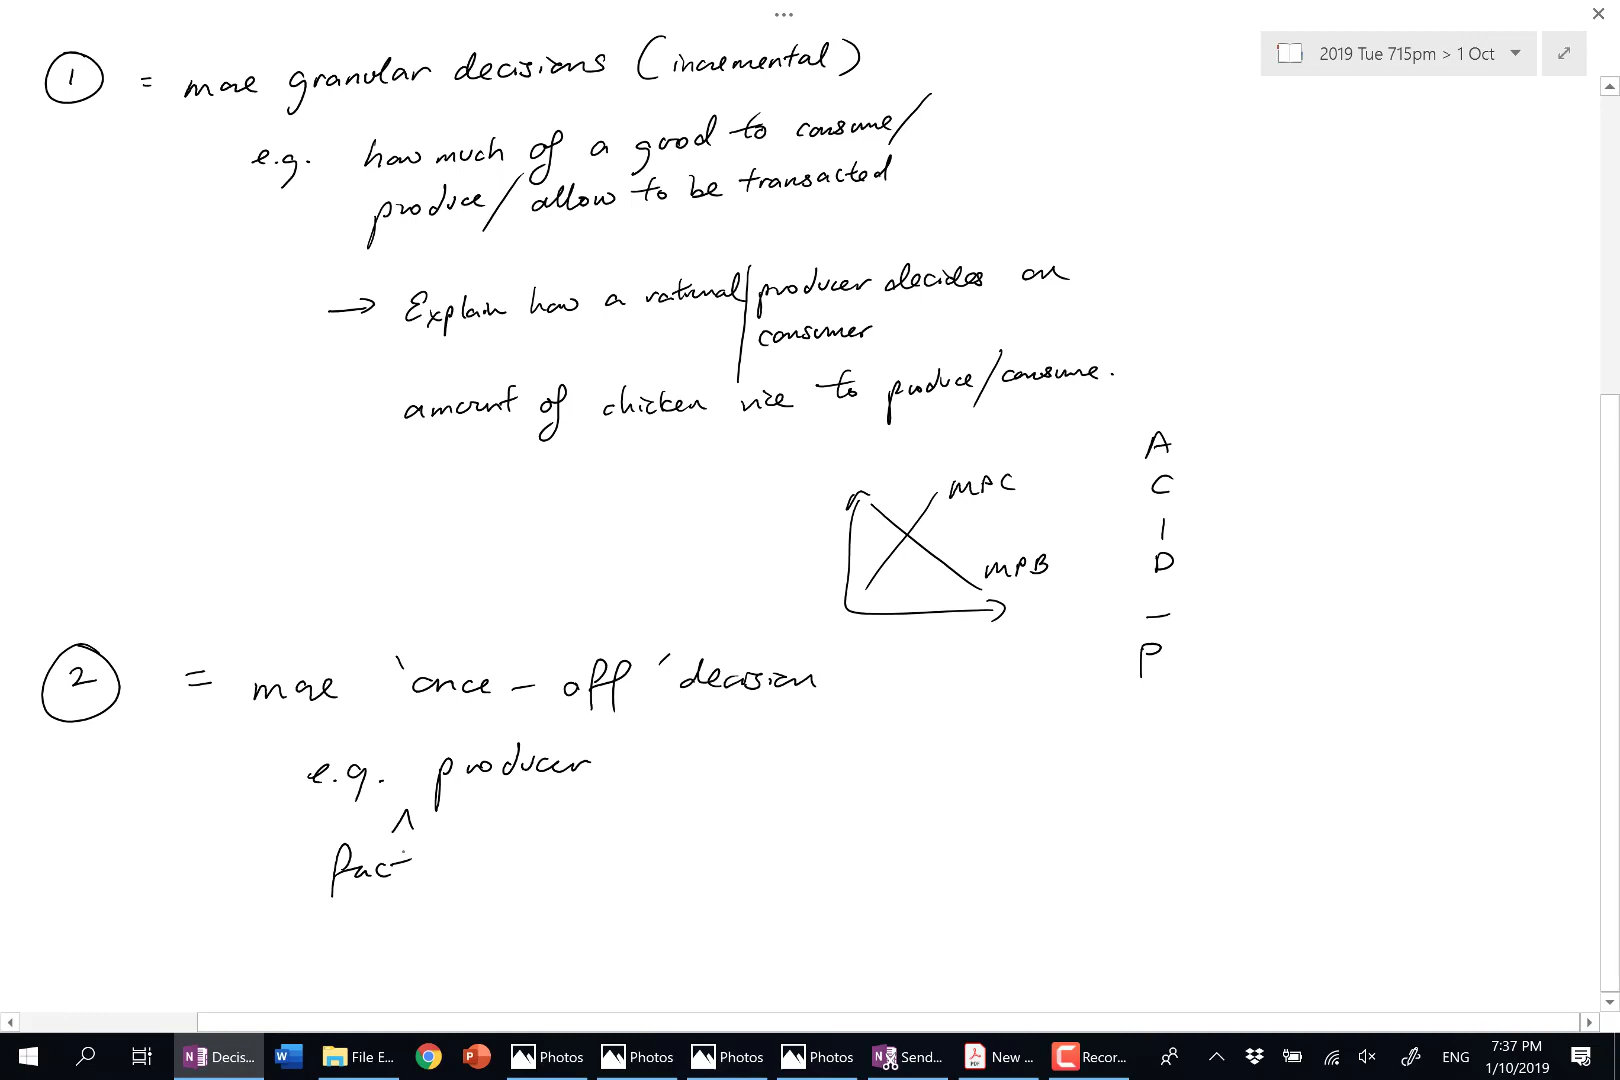 ...
2019 Tue 715pm > 1 Oct
1 = more granular decisions (incremental)
e.g. how much of a good to consume/
produce/allow to be transacted
→ Explain how a rational producer decides on
consumer
amount of chicken rice to produce/consume.
A
C
I
D
—
P
MPC
MPB
2 = more 'once-off' decision
e.g. producer
^
fact
Decis...
File E...
Photos
Photos
Photos
Photos
Send...
New ...
Recor...
ENG
7:37 PM
1/10/2019